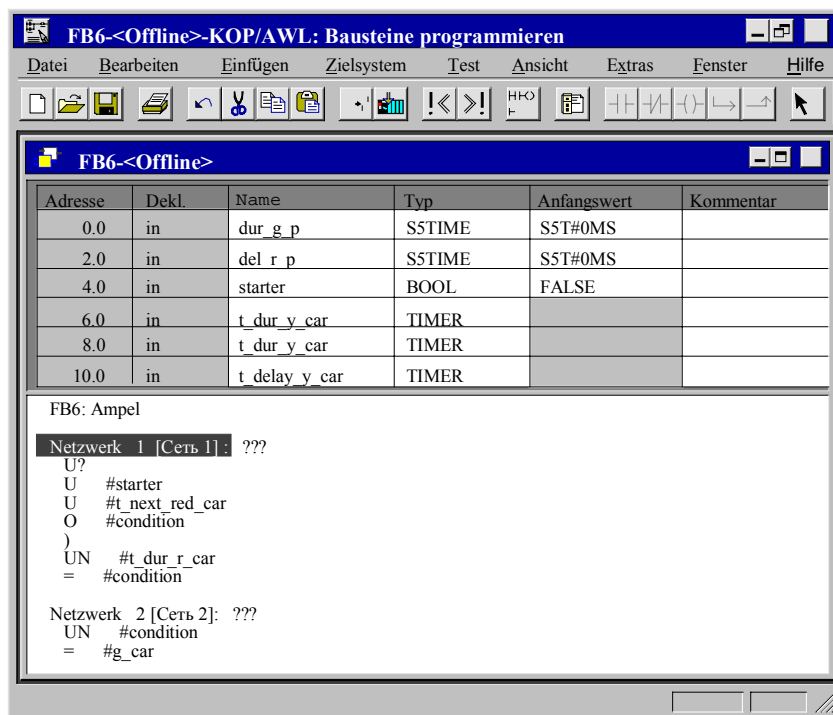 FB6-<Offline>-KOP/AWL: Bausteine programmieren
Datei Bearbeiten Einfügen Zielsystem Test Ansicht Extras Fenster Hilfe
FB6-<Offline>
Adresse Dekl. Name Typ Anfangswert Kommentar
0.0 in dur_g_p S5TIME S5T#0MS
2.0 in del_r_p S5TIME S5T#0MS
4.0 in starter BOOL FALSE
6.0 in t_dur_y_car TIMER
8.0 in t_dur_y_car TIMER
10.0 in t_delay_y_car TIMER
FB6: Ampel
Netzwerk 1 [Сеть 1] : ???
U?
U #starter
U #t_next_red_car
O #condition
)
UN #t_dur_r_car
= #condition
Netzwerk 2 [Сеть 2]: ???
UN #condition
= #g_car